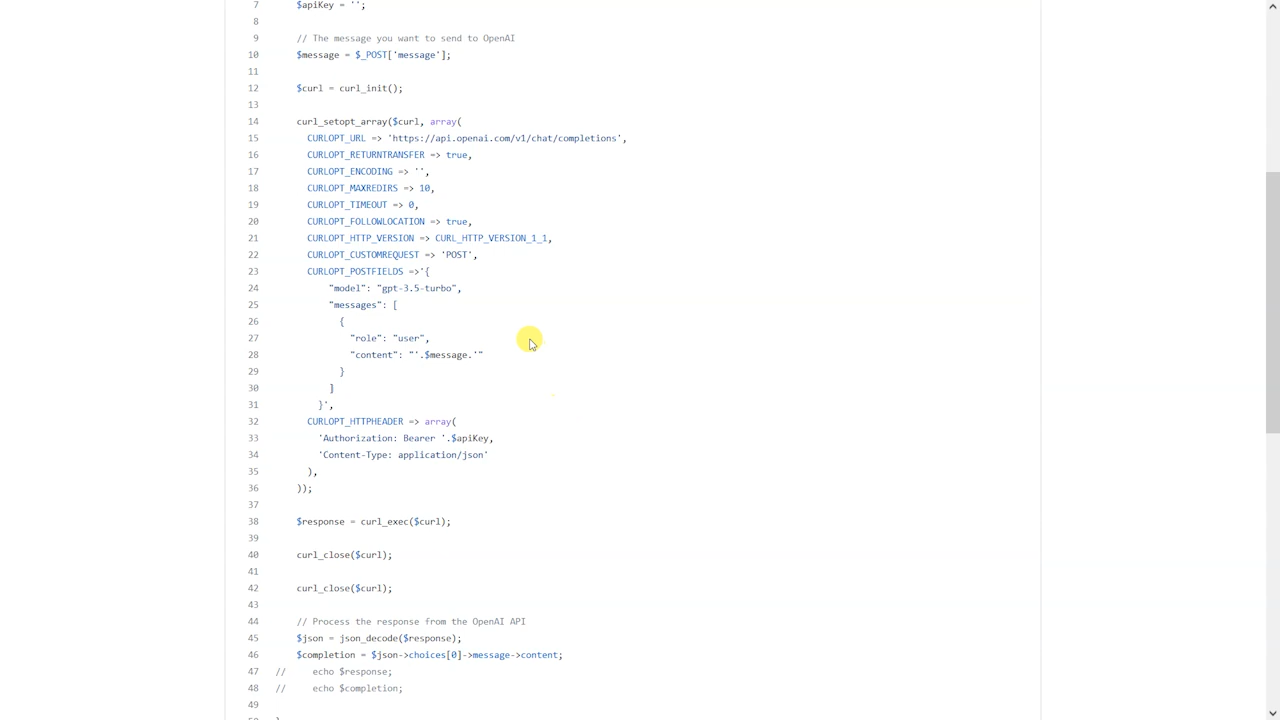 7 $apiKey = '';
8
9 // The message you want to send to OpenAI
10 $message = $_POST['message'];
11
12 $curl = curl_init();
13
14 curl_setopt_array($curl, array(
15 CURLOPT_URL => 'https://api.openai.com/v1/chat/completions',
16 CURLOPT_RETURNTRANSFER => true,
17 CURLOPT_ENCODING => '',
18 CURLOPT_MAXREDIRS => 10,
19 CURLOPT_TIMEOUT => 0,
20 CURLOPT_FOLLOWLOCATION => true,
21 CURLOPT_HTTP_VERSION => CURL_HTTP_VERSION_1_1,
22 CURLOPT_CUSTOMREQUEST => 'POST',
23 CURLOPT_POSTFIELDS =>'{
24 "model": "gpt-3.5-turbo",
25 "messages": [
26 {
27 "role": "user",
28 "content": "'.$message.'"
29 }
30 ]
31 }',
32 CURLOPT_HTTPHEADER => array(
33 'Authorization: Bearer '.$apiKey,
34 'Content-Type: application/json'
35 ),
36 ));
37
38 $response = curl_exec($curl);
39
40 curl_close($curl);
41
42 curl_close($curl);
43
44 // Process the response from the OpenAI API
45 $json = json_decode($response);
46 $completion = $json->choices[0]->message->content;
47 // echo $response;
48 // echo $completion;
49